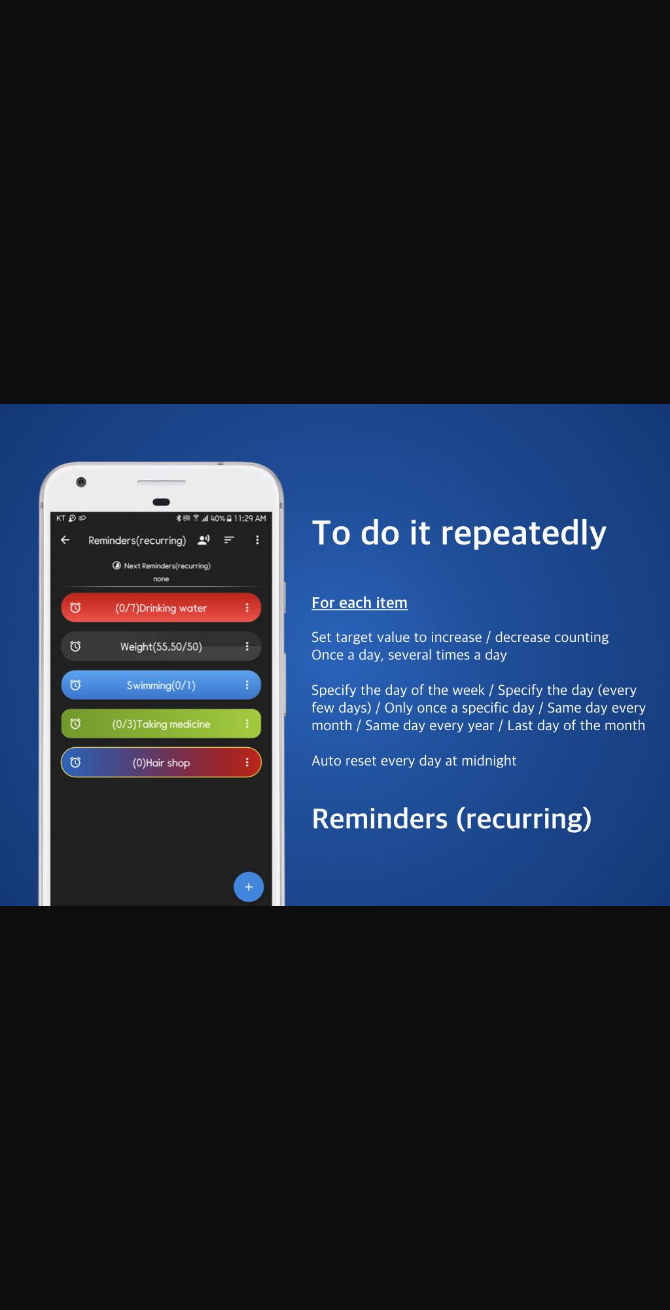 KT
40% 11:29 AM
Reminders(recurring)
Next Reminders(recurring)
none
(0/7)Drinking water
Weight(55.50/50)
Swimming(0/1)
(0/3)Taking medicine
(0)Hair shop
+
To do it repeatedly
For each item
Set target value to increase / decrease counting
Once a day, several times a day
Specify the day of the week / Specify the day (every
few days) / Only once a specific day / Same day every
month / Same day every year / Last day of the month
Auto reset every day at midnight
Reminders (recurring)